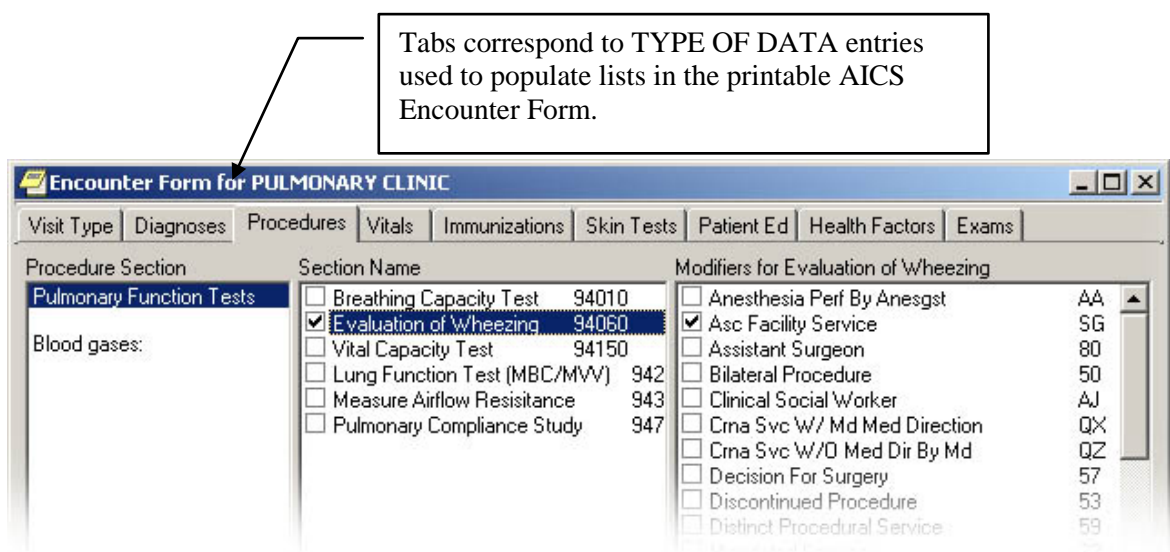 Tabs correspond to TYPE OF DATA entries
used to populate lists in the printable AICS
Encounter Form.
Encounter Form for PULMONARY CLINIC
Visit Type Diagnoses Procedures Vitals Immunizations Skin Tests Patient Ed Health Factors Exams
Procedure Section
Pulmonary Function Tests
Blood gases:
Section Name
Breathing Capacity Test 94010
Evaluation of Wheezing 94060
Vital Capacity Test 94150
Lung Function Test (MBC/MVV) 942
Measure Airflow Resisitance 943
Pulmonary Compliance Study 947
Modifiers for Evaluation of Wheezing
Anesthesia Perf By Anesgst AA
Asc Facility Service SG
Assistant Surgeon 80
Bilateral Procedure 50
Clinical Social Worker AJ
Crna Svc W/ Md Med Direction QX
Crna Svc W/O Med Dir By Md QZ
Decision For Surgery 57
Discontinued Procedure 53
Distinct Procedural Service 59